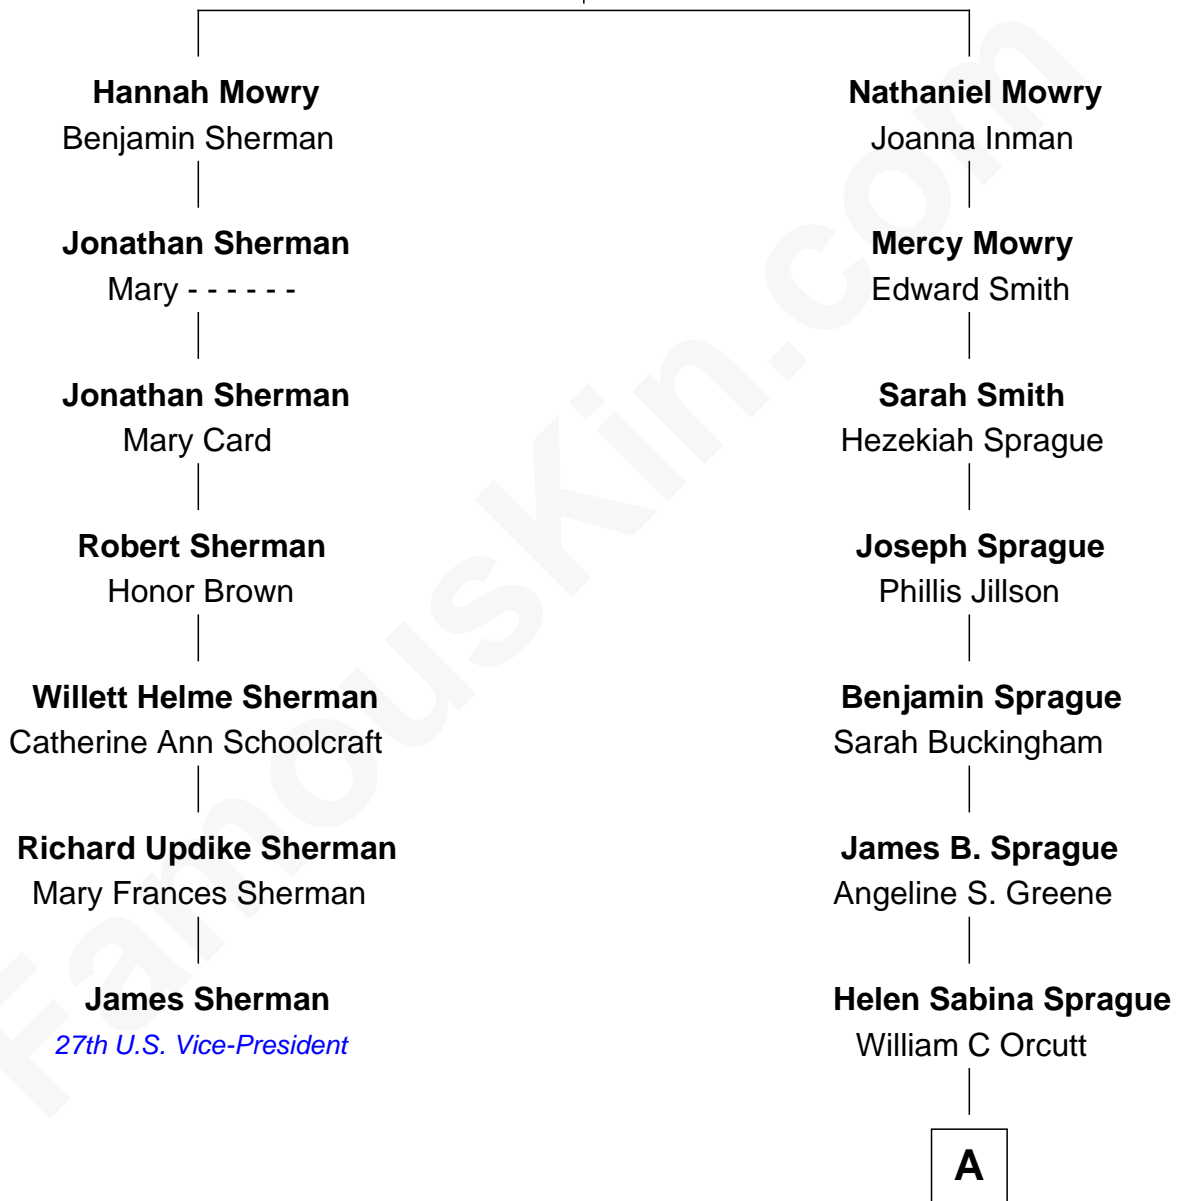 Hannah Mowry
Benjamin Sherman
Jonathan Sherman
Mary - - - - - -
Jonathan Sherman
Mary Card
Robert Sherman
Honor Brown
Willett Helme Sherman
Catherine Ann Schoolcraft
Richard Updike Sherman
Mary Frances Sherman
James Sherman
27th U.S. Vice-President
Nathaniel Mowry
Joanna Inman
Mercy Mowry
Edward Smith
Sarah Smith
Hezekiah Sprague
Joseph Sprague
Phillis Jillson
Benjamin Sprague
Sarah Buckingham
James B. Sprague
Angeline S. Greene
Helen Sabina Sprague
William C Orcutt
A
FamousKin.com